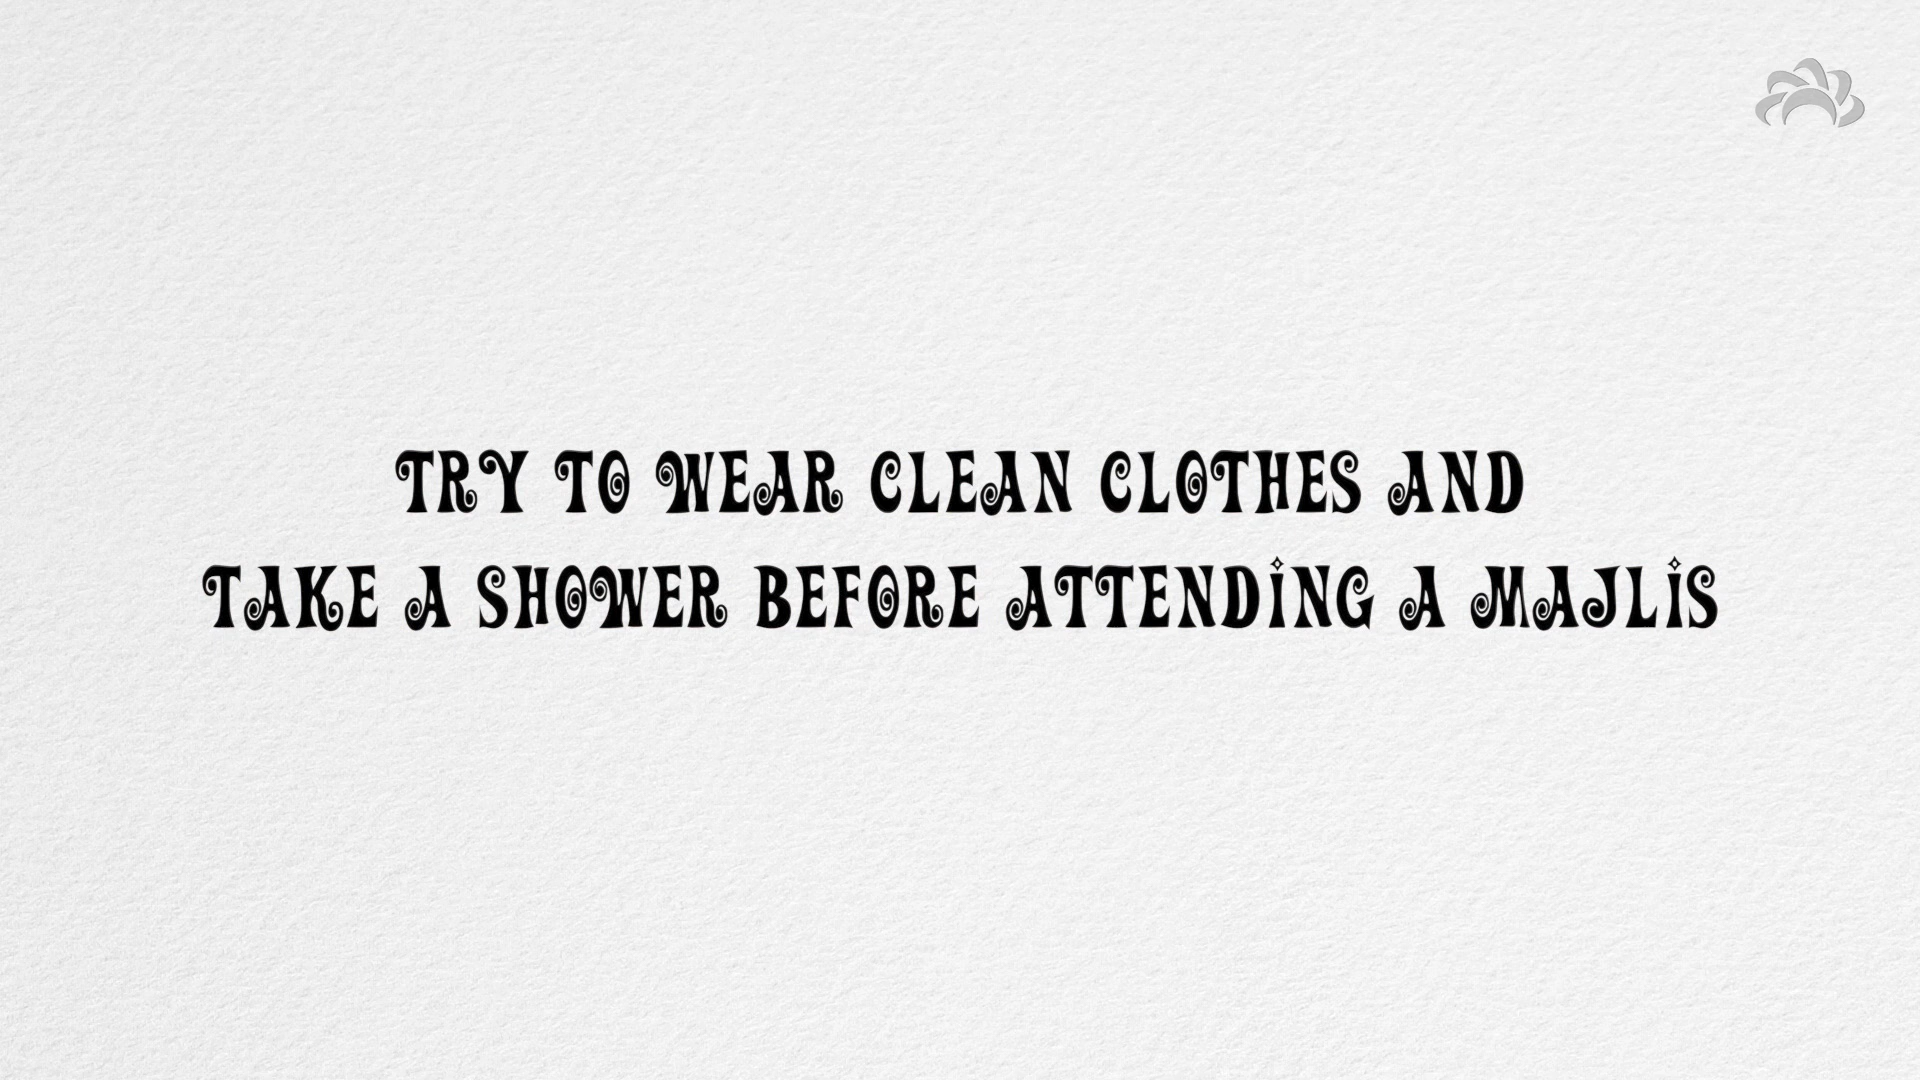 TRY TO WEAR CLEAN CLOTHES AND
TAKE A SHOWER BEFORE ATTENDING A MAJLIS